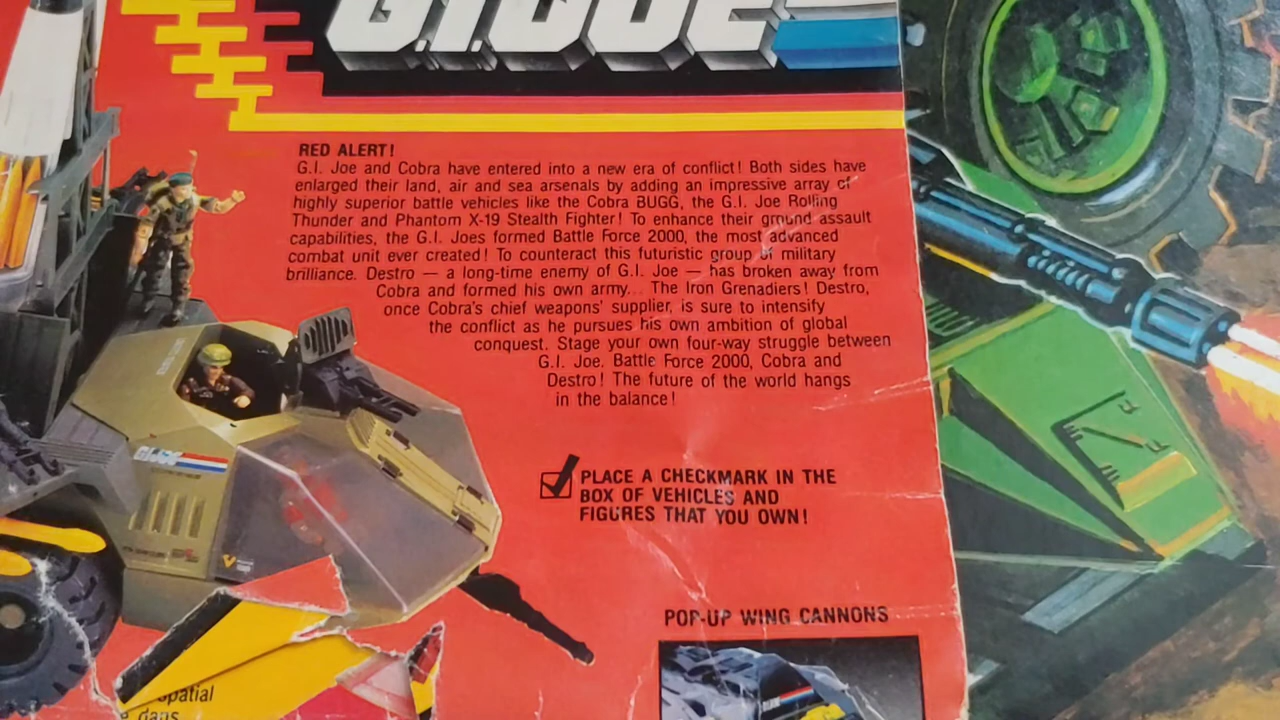 G.I. JOE
RED ALERT!
G.I. Joe and Cobra have entered into a new era of conflict! Both sides have
enlarged their land, air and sea arsenals by adding an impressive array of
highly superior battle vehicles like the Cobra BUGG, the G.I. Joe Rolling
Thunder and Phantom X-19 Stealth Fighter! To enhance their ground assault
capabilities, the G.I. Joes formed Battle Force 2000, the most advanced
combat unit ever created! To counteract this futuristic group of military
brilliance. Destro — a long-time enemy of G.I. Joe — has broken away from
Cobra and formed his own army... The Iron Grenadiers! Destro,
once Cobra's chief weapons' supplier, is sure to intensify
the conflict as he pursues his own ambition of global
conquest. Stage your own four-way struggle between
G.I. Joe. Battle Force 2000, Cobra and
Destro! The future of the world hangs
in the balance!
G.I. JOE
PLACE A CHECKMARK IN THE
BOX OF VEHICLES AND
FIGURES THAT YOU OWN!
POP-UP WING CANNONS
spatial
dans